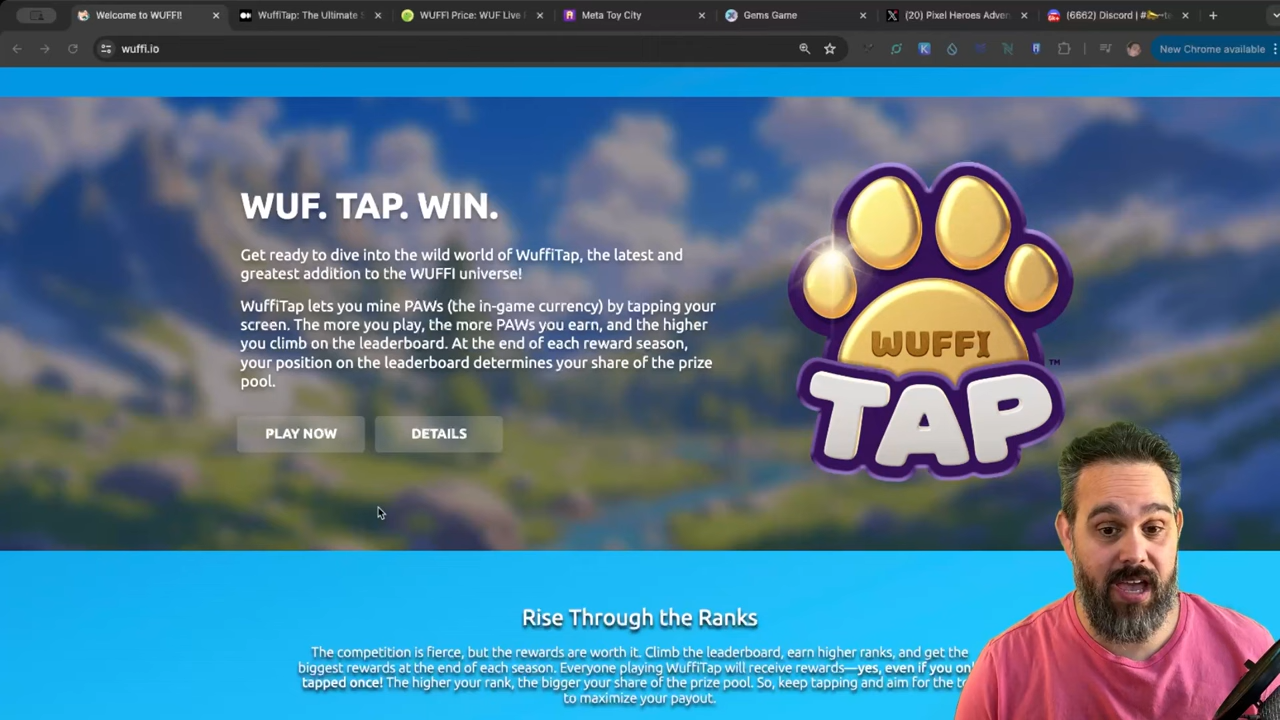 Welcome to WUFFI!
WuffiTap: The Ultimate
WUFFI Price: WUF Live
Meta Toy City
Gems Game
(20) Pixel Heroes Adven
(6662) Discord | #
wuffi.io
New Chrome available
WUF. TAP. WIN.
Get ready to dive into the wild world of WuffiTap, the latest and
greatest addition to the WUFFI universe!
WuffiTap lets you mine PAWs (the in-game currency) by tapping your
screen. The more you play, the more PAWs you earn, and the higher
you climb on the leaderboard. At the end of each reward season,
your position on the leaderboard determines your share of the prize
pool.
PLAY NOW
DETAILS
WUFFI
TAP
TM
Rise Through the Ranks
The competition is fierce, but the rewards are worth it. Climb the leaderboard, earn higher ranks, and get the
biggest rewards at the end of each season. Everyone playing WuffiTap will receive rewards—yes, even if you on
tapped once! The higher your rank, the bigger your share of the prize pool. So, keep tapping and aim for the to
to maximize your payout.